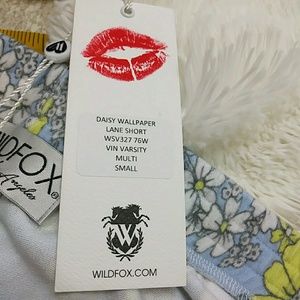 DAISY WALLPAPER
LANE SHORT
WSV327 76W
VIN VARSITY
MULTI
SMALL
W
WILDFOX.COM
WILDFOX